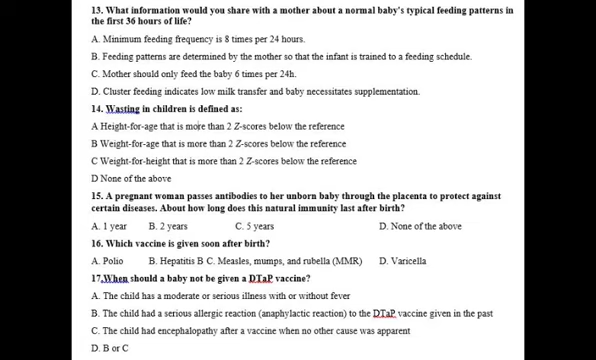 13. What information would you share with a mother about a normal baby's typical feeding patterns in
the first 36 hours of life?
A. Minimum feeding frequency is 8 times per 24 hours.
B. Feeding patterns are determined by the mother so that the infant is trained to a feeding schedule.
C. Mother should only feed the baby 6 times per 24h.
D. Cluster feeding indicates low milk transfer and baby necessitates supplementation.
14. Wasting in children is defined as:
A Height-for-age that is more than 2 Z-scores below the reference
B Weight-for-age that is more than 2 Z-scores below the reference
C Weight-for-height that is more than 2 Z-scores below the reference
D None of the above
15. A pregnant woman passes antibodies to her unborn baby through the placenta to protect against
certain diseases. About how long does this natural immunity last after birth?
A. 1 year B. 2 years C. 5 years D. None of the above
16. Which vaccine is given soon after birth?
A. Polio B. Hepatitis B C. Measles, mumps, and rubella (MMR) D. Varicella
17.When should a baby not be given a DTaP vaccine?
A. The child has a moderate or serious illness with or without fever
B. The child had a serious allergic reaction (anaphylactic reaction) to the DTaP vaccine given in the past
C. The child had encephalopathy after a vaccine when no other cause was apparent
D. B or C